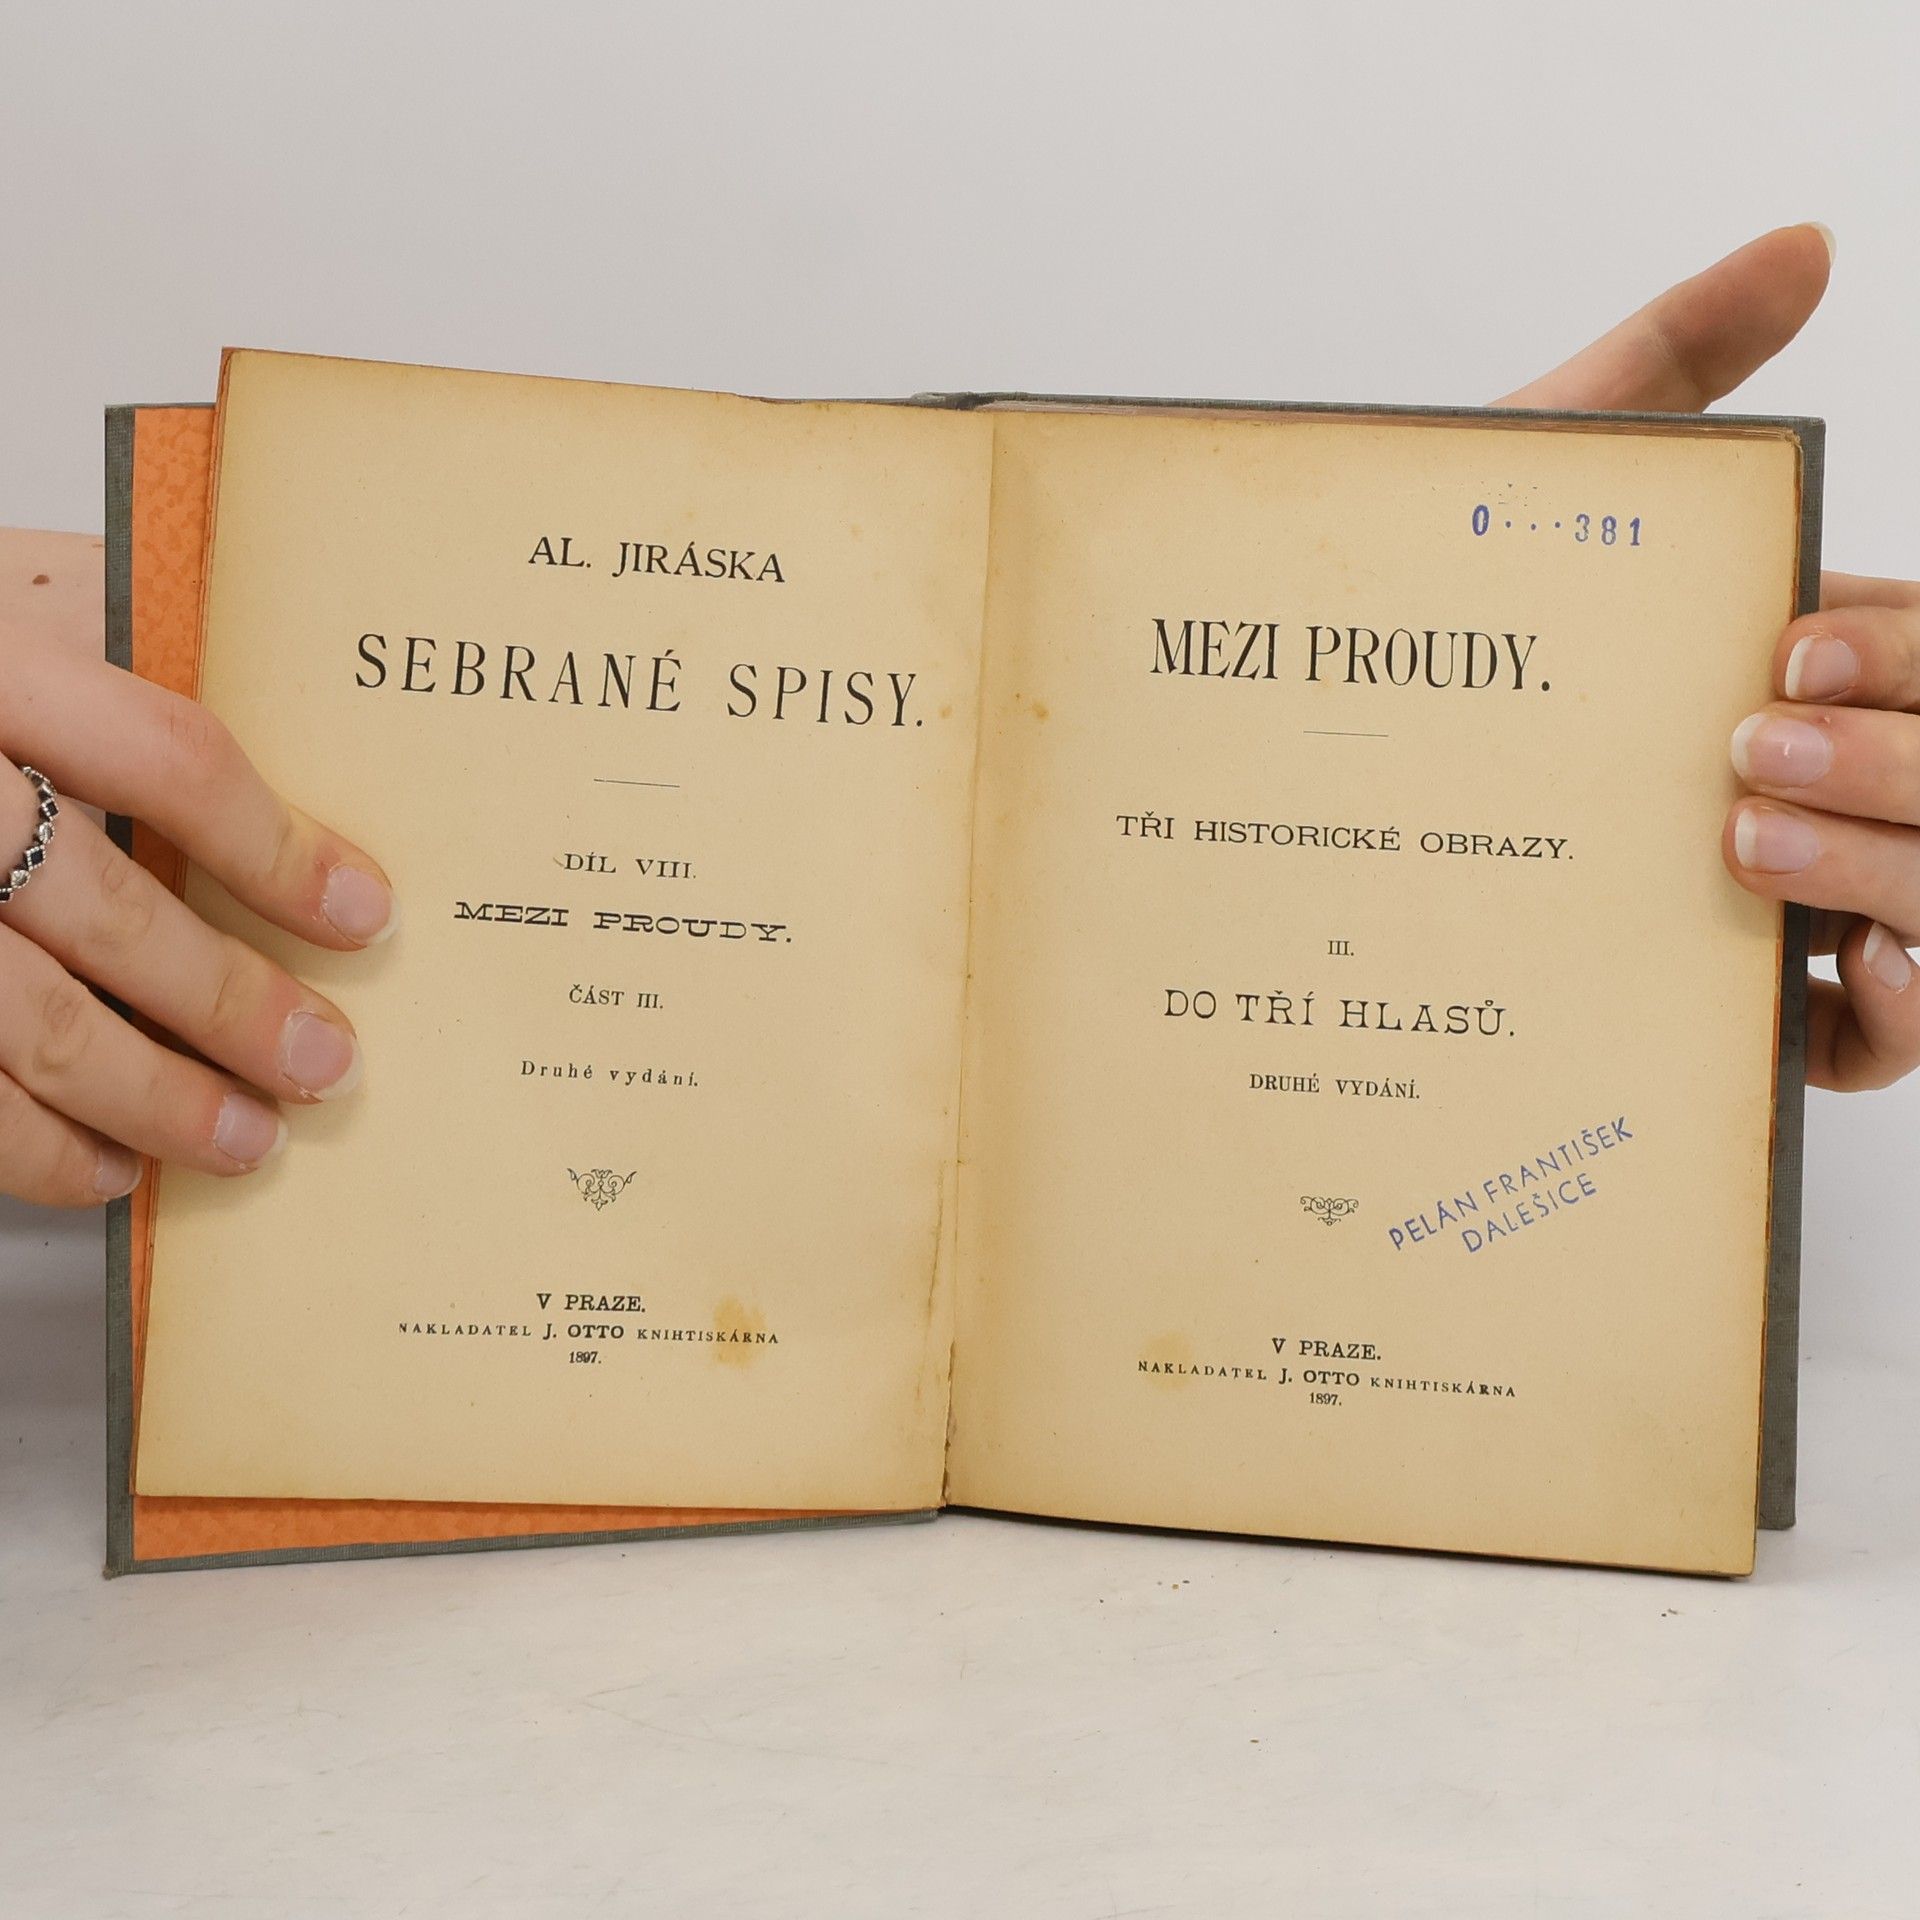 AL. JIRÁSKA
SEBRANÉ SPISY.
DÍL VIII.
MEZI PROUDY.
ČÁST III.
Druhé vydání.
V PRAZE.
NAKLADATEL J. OTTO KNIHTISKÁRNA
1897.
0···381
MEZI PROUDY.
TŘI HISTORICKÉ OBRAZY.
III.
DO TŘÍ HLASŮ.
DRUHÉ VYDÁNÍ.
PELÁN FRANTIŠEK
DALEŠICE
V PRAZE.
NAKLADATEL J. OTTO KNIHTISKÁRNA
1897.